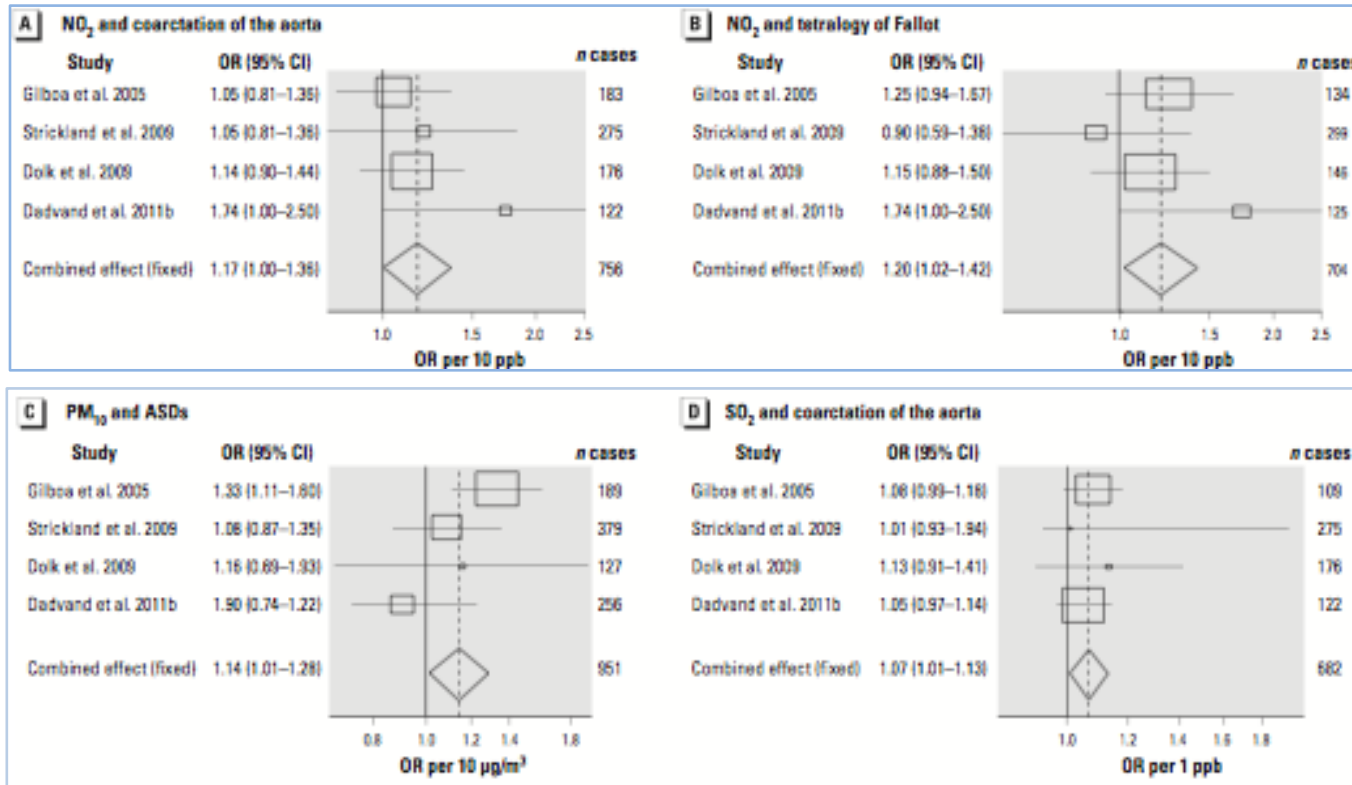 A NO₂ and coarctation of the aorta
Study OR (95% CI) n cases
Gilboa et al. 2005 1.05 (0.81–1.36) 183
Strickland et al. 2009 1.05 (0.81–1.36) 275
Dolk et al. 2009 1.14 (0.90–1.44) 176
Dadvand et al. 2011b 1.74 (1.00–2.50) 122
Combined effect (fixed) 1.17 (1.00–1.36) 756
1.0 1.5 2.0 2.5
OR per 10 ppb
B NO₂ and tetralogy of Fallot
Study OR (95% CI) n cases
Gilboa et al. 2005 1.25 (0.94–1.67) 134
Strickland et al. 2009 0.90 (0.59–1.38) 299
Dolk et al. 2009 1.15 (0.88–1.50) 146
Dadvand et al. 2011b 1.74 (1.00–2.50) 125
Combined effect (fixed) 1.20 (1.02–1.42) 704
1.0 1.5 2.0 2.5
OR per 10 ppb
C PM₁₀ and ASDs
Study OR (95% CI) n cases
Gilboa et al. 2005 1.33 (1.11–1.60) 189
Strickland et al. 2009 1.08 (0.87–1.35) 379
Dolk et al. 2009 1.16 (0.69–1.93) 127
Dadvand et al. 2011b 1.90 (0.74–1.22) 256
Combined effect (fixed) 1.14 (1.01–1.28) 951
0.8 1.0 1.2 1.4 1.8
OR per 10 µg/m³
D SO₂ and coarctation of the aorta
Study OR (95% CI) n cases
Gilboa et al. 2005 1.08 (0.99–1.18) 109
Strickland et al. 2009 1.01 (0.93–1.94) 275
Dolk et al. 2009 1.13 (0.91–1.41) 176
Dadvand et al. 2011b 1.05 (0.97–1.14) 122
Combined effect (fixed) 1.07 (1.01–1.13) 682
1.0 1.2 1.4 1.6 1.8
OR per 1 ppb